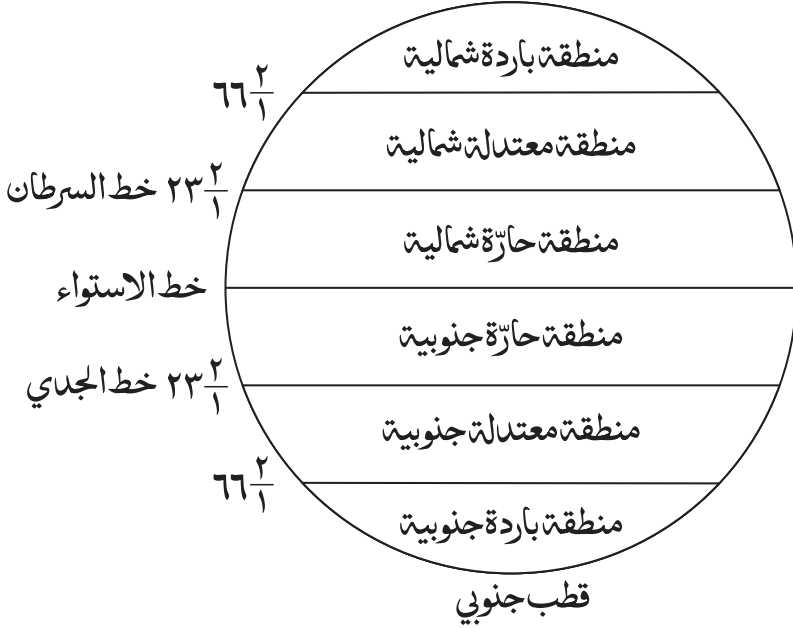 منطقة باردة شمالية
٦٦ ٢/١
منطقة معتدلة شمالية
٢٣ ٢/١ خط السرطان
منطقة حارّة شمالية
خط الاستواء
منطقة حارّة جنوبية
٢٣ ٢/١ خط الجدي
منطقة معتدلة جنوبية
٦٦ ٢/١
منطقة باردة جنوبية
قطب جنوبي